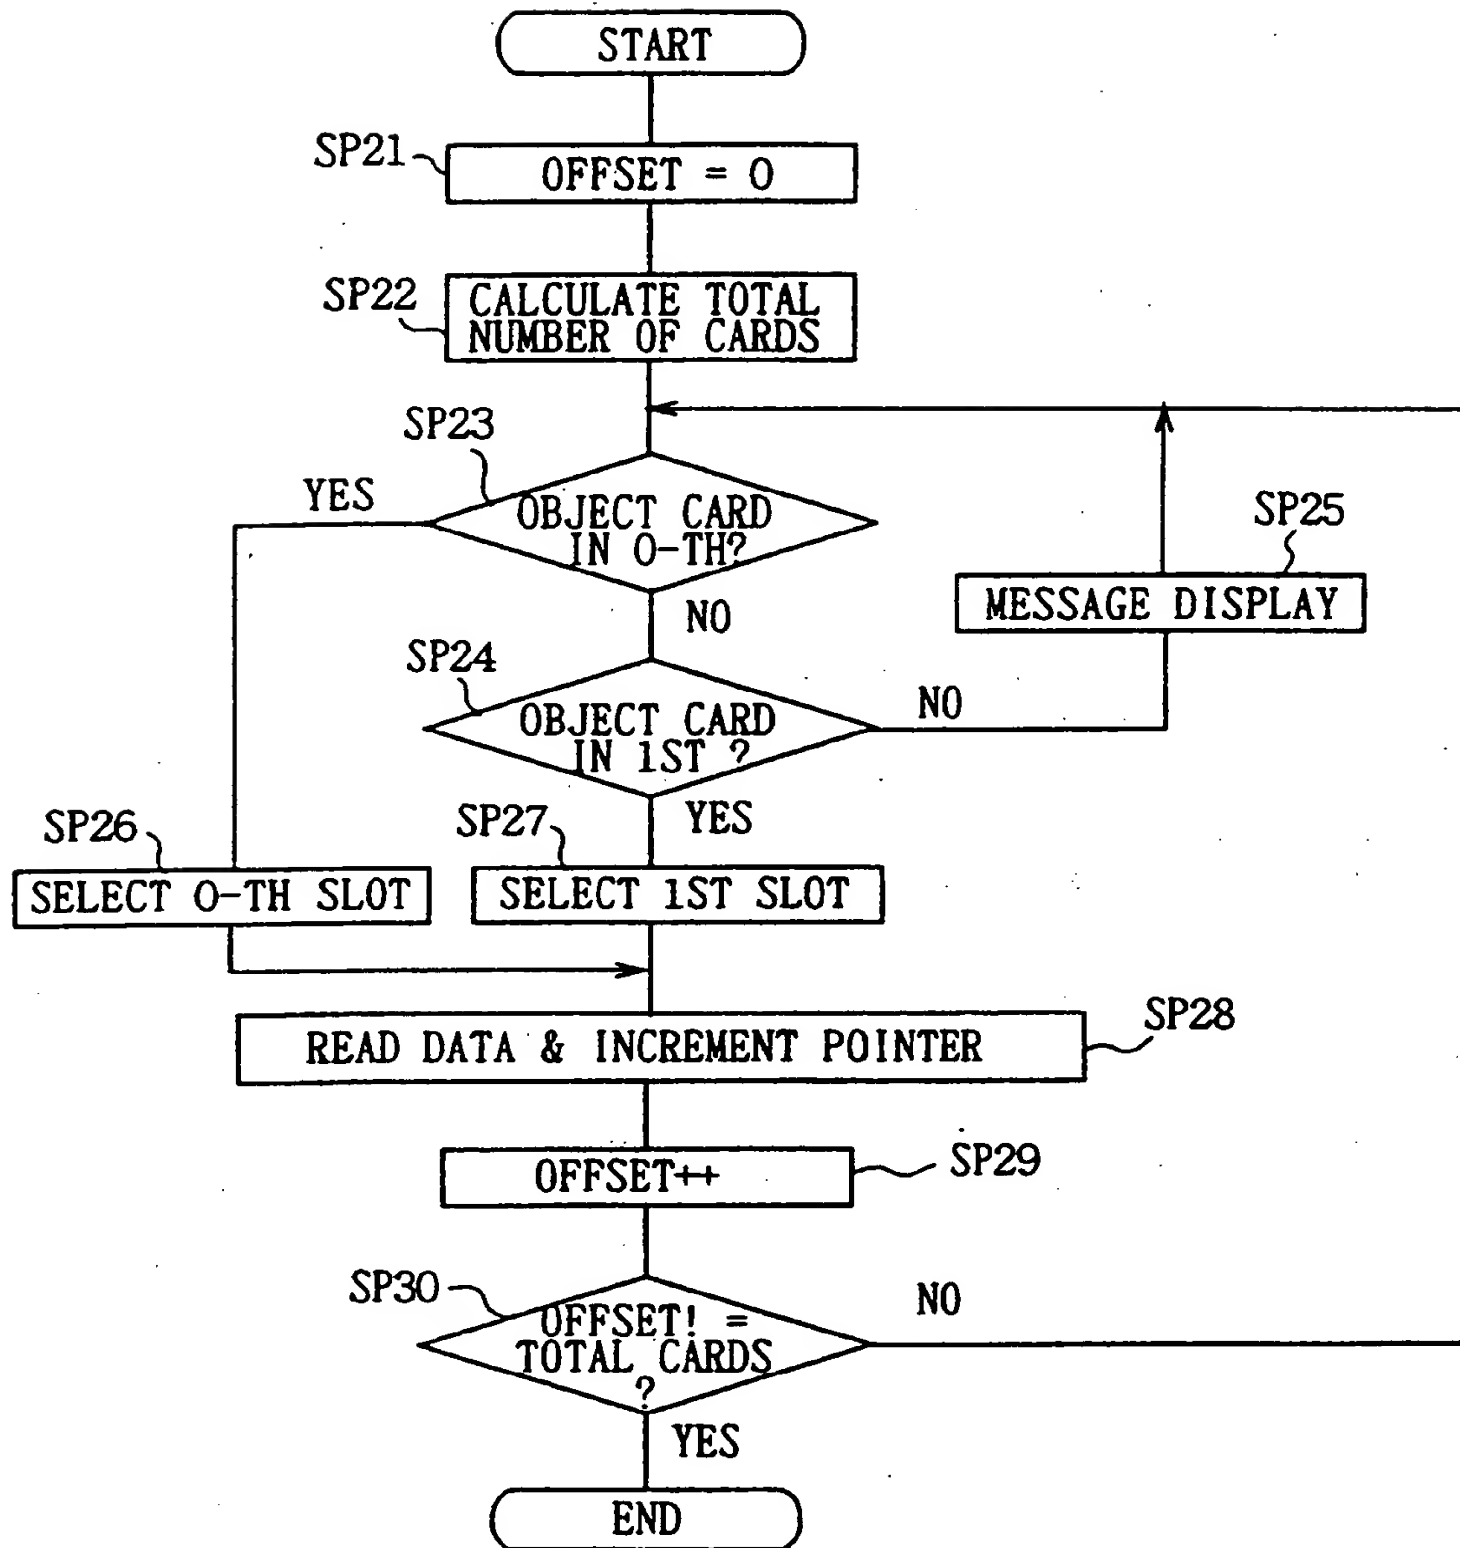 START
SP21
OFFSET = 0
SP22
CALCULATE TOTAL
NUMBER OF CARDS
SP23
YES
OBJECT CARD
IN 0-TH?
NO
SP25
MESSAGE DISPLAY
SP24
OBJECT CARD
IN 1ST ?
NO
YES
SP26
SELECT 0-TH SLOT
SP27
SELECT 1ST SLOT
READ DATA & INCREMENT POINTER
SP28
OFFSET++
SP29
SP30
OFFSET! =
TOTAL CARDS
?
NO
YES
END